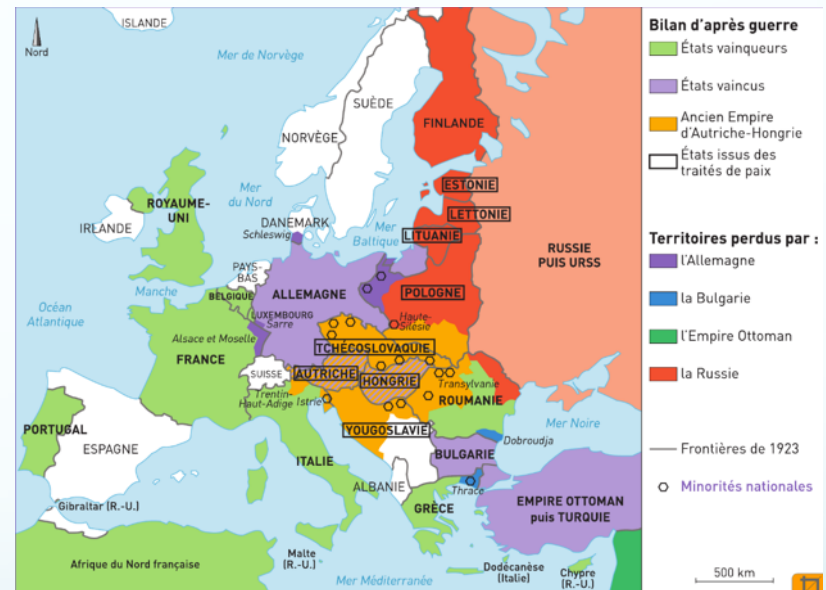 ISLANDE
Nord
Mer de Norvège
SUÈDE
FINLANDE
NORVÈGE
ESTONIE
Mer
du Nord
LETTONIE
ROYAUME-
UNI
DANEMARK
Mer
Baltique
Schleswig
LITUANIE
IRLANDE
RUSSIE
PUIS URSS
PAYS-
BAS
Manche
BELGIQUE
ALLEMAGNE
POLOGNE
Océan
Atlantique
LUXEMBOURG
Sarre
Haute-
Silésie
Alsace et Moselle
TCHÉCOSLOVAQUIE
FRANCE
SUISSE
AUTRICHE
HONGRIE
Transylvanie
Trentin-
Haut-Adige
Istrie
ROUMANIE
PORTUGAL
YOUGOSLAVIE
Mer Noire
ESPAGNE
Dobroudja
ITALIE
BULGARIE
ALBANIE
Thrace
EMPIRE OTTOMAN
puis TURQUIE
Gibraltar (R.-U.)
GRÈCE
Afrique du Nord française
Malte
(R.-U.)
Dodécanèse
(Italie)
Chypre
(R.-U.)
Mer Méditerranée
Bilan d'après guerre
États vainqueurs
États vaincus
Ancien Empire
d'Autriche-Hongrie
États issus des
traités de paix
Territoires perdus par :
l'Allemagne
la Bulgarie
l'Empire Ottoman
la Russie
Frontières de 1923
Minorités nationales
500 km